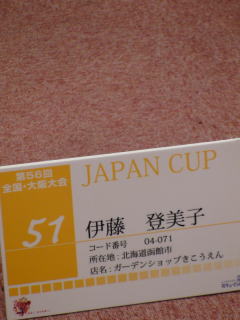 第56回
全国・大阪大会
JAPAN CUP
51
伊藤 登美子
コード番号 04-071
所在地：北海道函館市
店名：ガーデンショップきこうえん